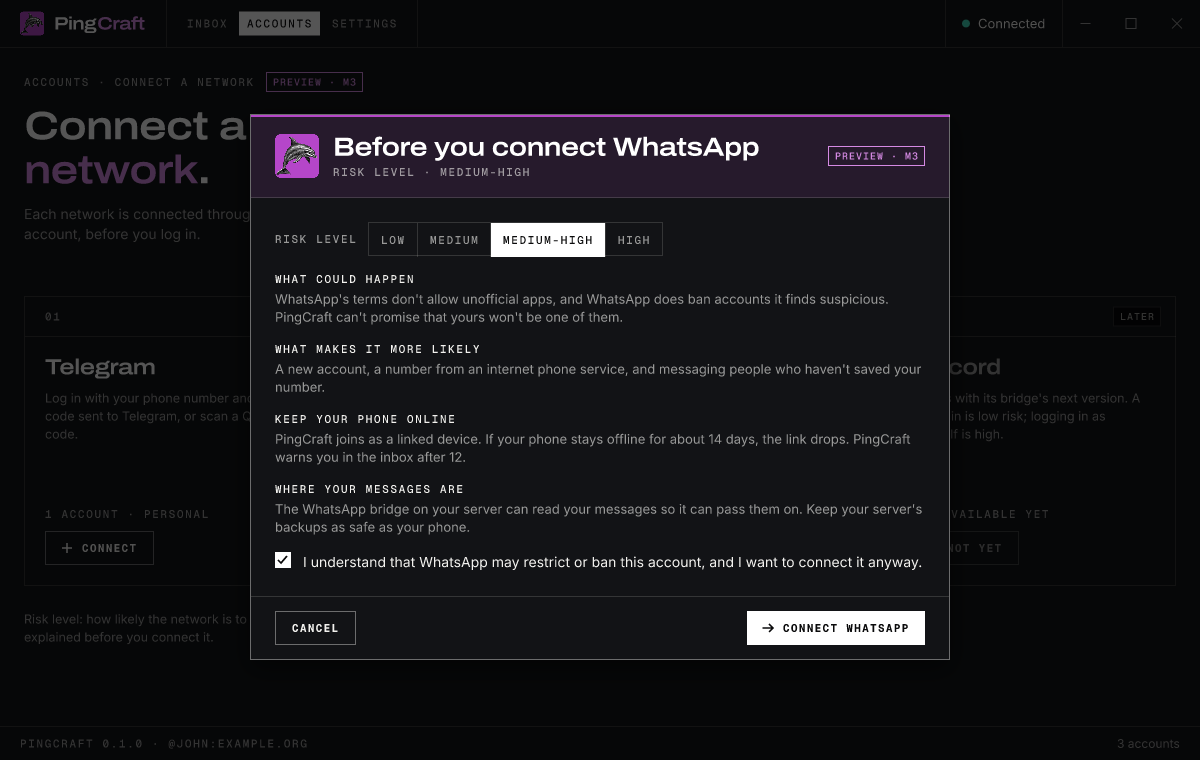 PingCraft
INBOX ACCOUNTS SETTINGS
Connected
ACCOUNTS · CONNECT A NETWORK PREVIEW · M3
Connect a
network.
Each network is connected throug
account, before you log in.
Before you connect WhatsApp
RISK LEVEL · MEDIUM-HIGH
PREVIEW · M3
RISK LEVEL LOW MEDIUM MEDIUM-HIGH HIGH
WHAT COULD HAPPEN
WhatsApp's terms don't allow unofficial apps, and WhatsApp does ban accounts it finds suspicious.
PingCraft can't promise that yours won't be one of them.
WHAT MAKES IT MORE LIKELY
A new account, a number from an internet phone service, and messaging people who haven't saved your
number.
KEEP YOUR PHONE ONLINE
PingCraft joins as a linked device. If your phone stays offline for about 14 days, the link drops. PingCraft
warns you in the inbox after 12.
WHERE YOUR MESSAGES ARE
The WhatsApp bridge on your server can read your messages so it can pass them on. Keep your server's
backups as safe as your phone.
I understand that WhatsApp may restrict or ban this account, and I want to connect it anyway.
CANCEL
CONNECT WHATSAPP
01
Telegram
Log in with your phone number and
code sent to Telegram, or scan a Q
code.
1 ACCOUNT · PERSONAL
CONNECT
LATER
cord
with its bridge's next version. A
in is low risk; logging in as
lf is high.
VAILABLE YET
NOT YET
Risk level: how likely the network is to
explained before you connect it.
PINGCRAFT 0.1.0 · @JOHN:EXAMPLE.ORG
3 accounts